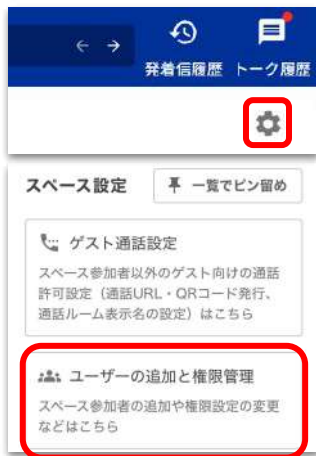 発着信履歴 トーク履歴
スペース設定 一覧でピン留め
ゲスト通話設定
スペース参加者以外のゲスト向けの通話
許可設定（通話URL・QRコード発行、
通話ルーム表示名の設定）はこちら
ユーザーの追加と権限管理
スペース参加者の追加や権限設定の変更
などはこちら